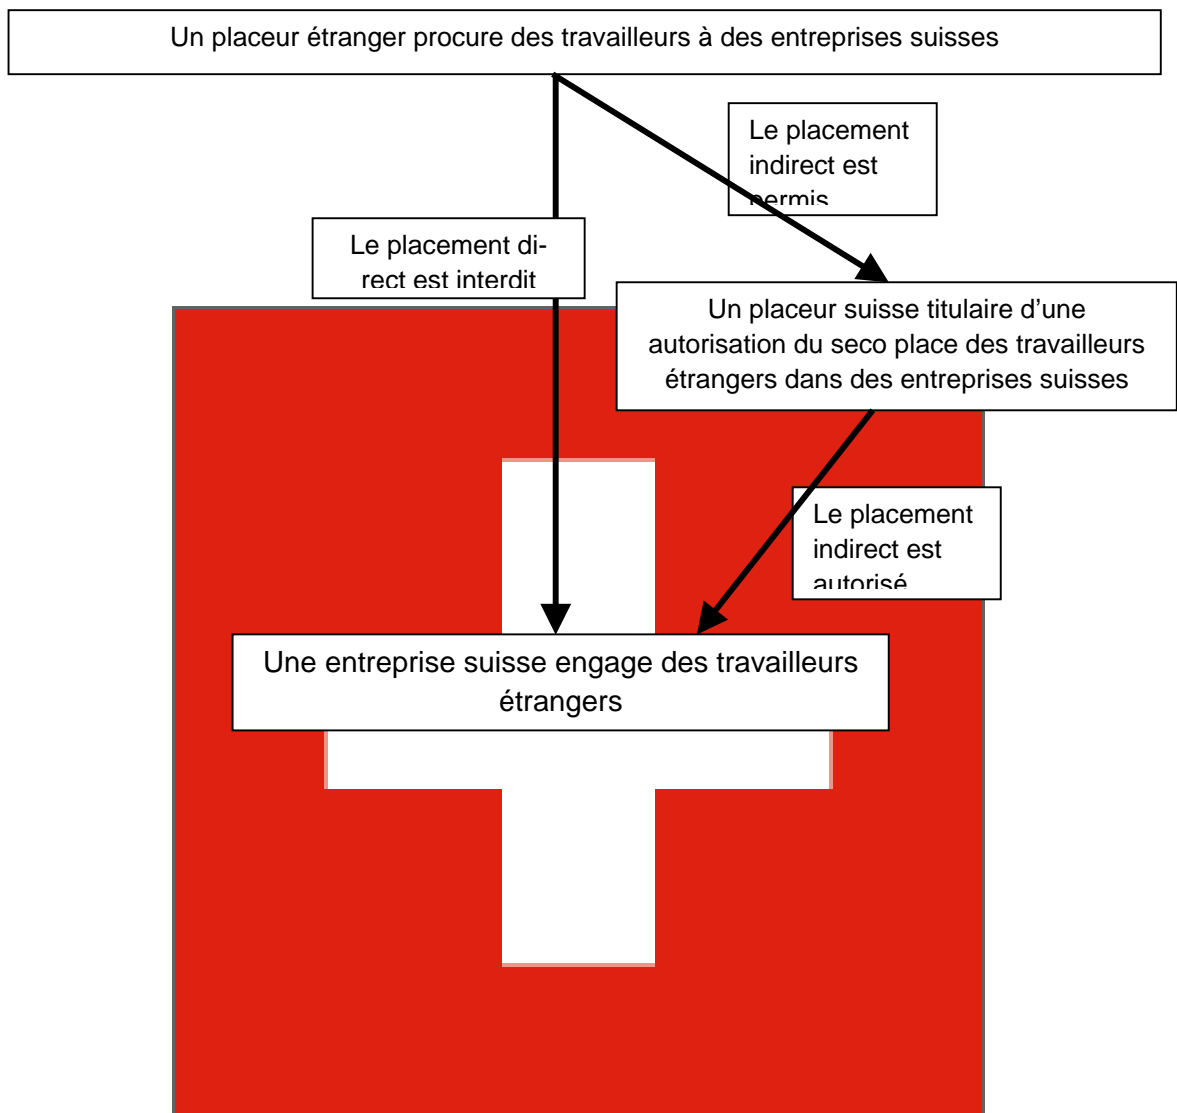 Un placeur étranger procure des travailleurs à des entreprises suisses
Le placement
indirect est
permis
Le placement di-
rect est interdit
Un placeur suisse titulaire d’une
autorisation du seco place des travailleurs
étrangers dans des entreprises suisses
Le placement
indirect est
autorisé
Une entreprise suisse engage des travailleurs
étrangers